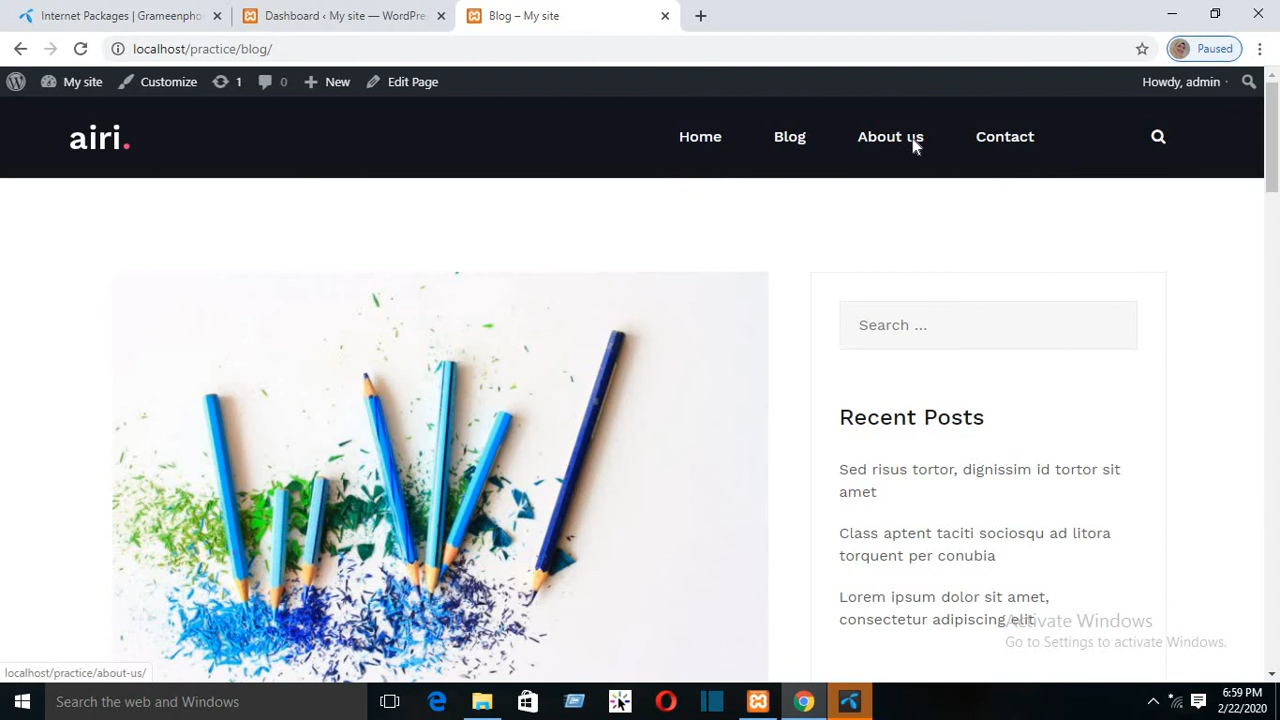 Internet Packages | Grameenpho
Dashboard ‹ My site — WordPre
Blog – My site
localhost/practice/blog/
Paused
My site
Customize
1
0
New
Edit Page
Howdy, admin
airi.
Home
Blog
About us
Contact
Search …
Recent Posts
Sed risus tortor, dignissim id tortor sit
amet
Class aptent taciti sociosqu ad litora
torquent per conubia
Lorem ipsum dolor sit amet,
consectetur adipiscing elit
Activate Windows
Go to Settings to activate Windows.
localhost/practice/about-us/
Search the web and Windows
6:59 PM
2/22/2020